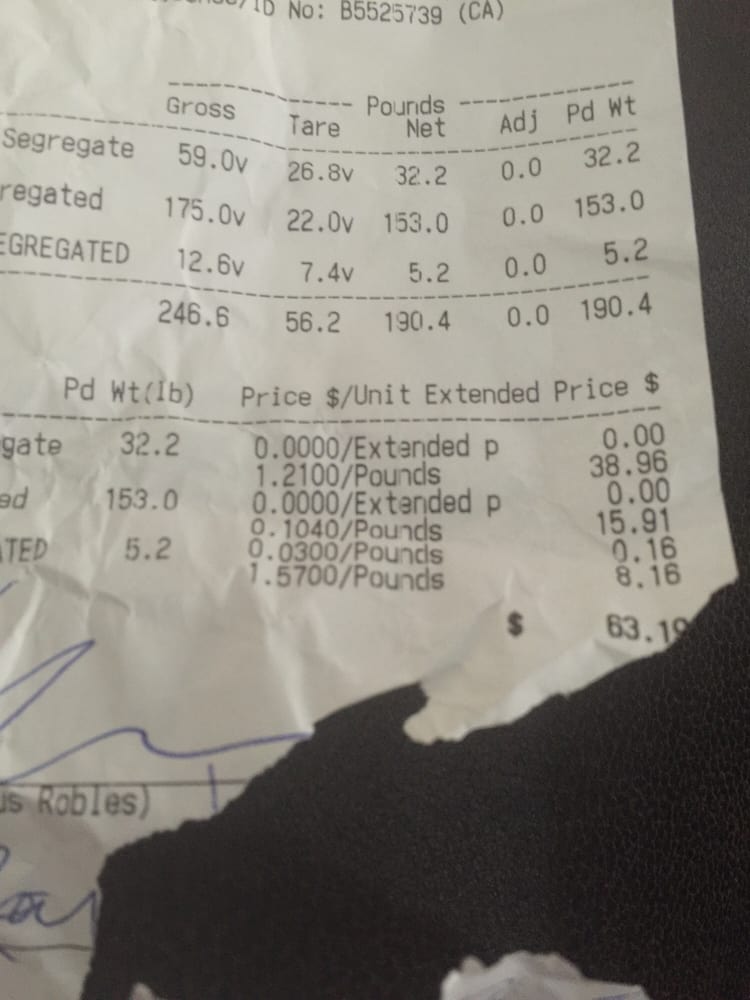 ID No: B5525739 (CA)
Pounds
Gross Tare Net Adj Pd Wt
Segregate 59.0v 26.8v 32.2 0.0 32.2
regated 175.0v 22.0v 153.0 0.0 153.0
EGREGATED 12.6v 7.4v 5.2 0.0 5.2
246.6 56.2 190.4 0.0 190.4
Pd Wt(lb) Price $/Unit Extended Price $
gate 32.2 0.0000/Extended p 0.00
1.2100/Pounds 38.96
ed 153.0 0.0000/Extended p 0.00
0.1040/Pounds 15.91
TED 5.2 0.0300/Pounds 0.16
1.5700/Pounds 8.16
$ 63.19
us Robles)